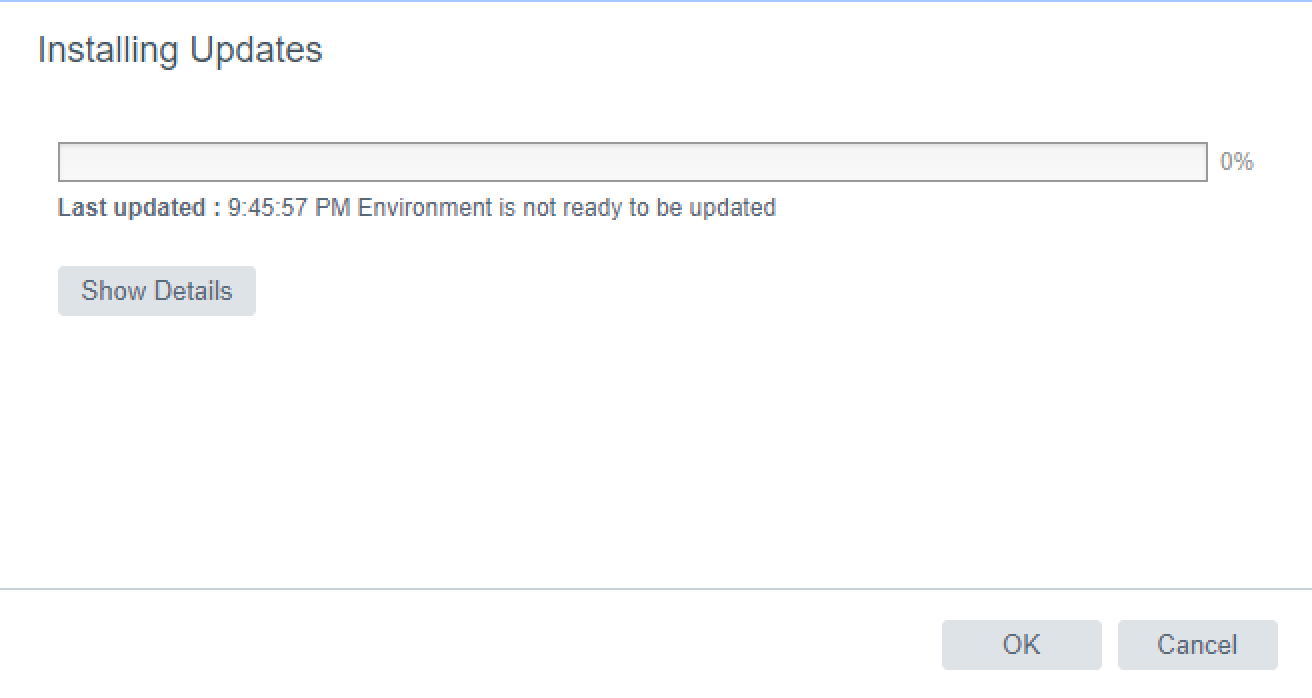 Installing Updates
0%
Last updated : 9:45:57 PM Environment is not ready to be updated
Show Details
OK Cancel